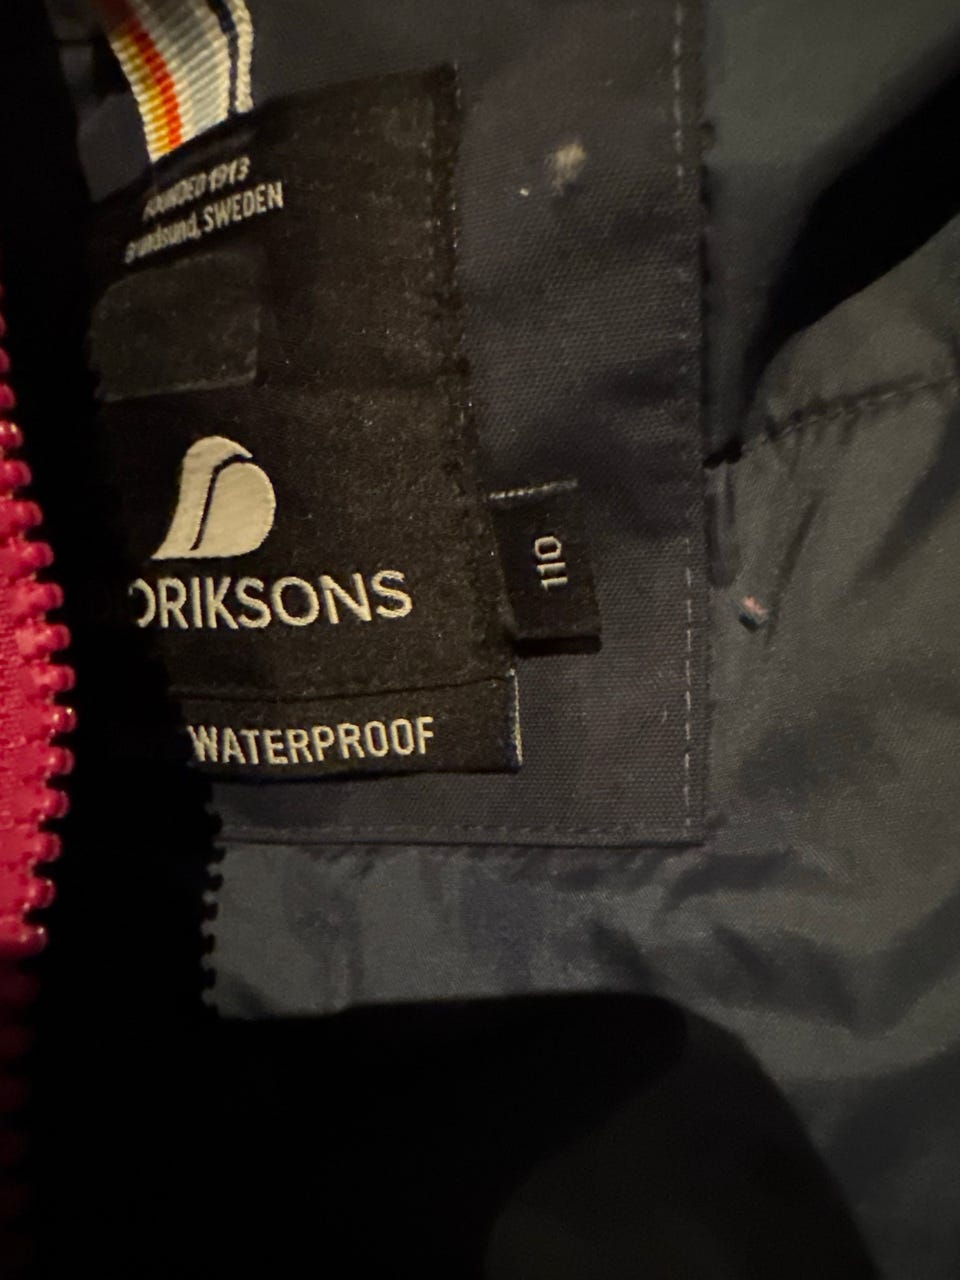 FOUNDED 1913
Grundsund, SWEDEN
DRIKSONS
110
WATERPROOF